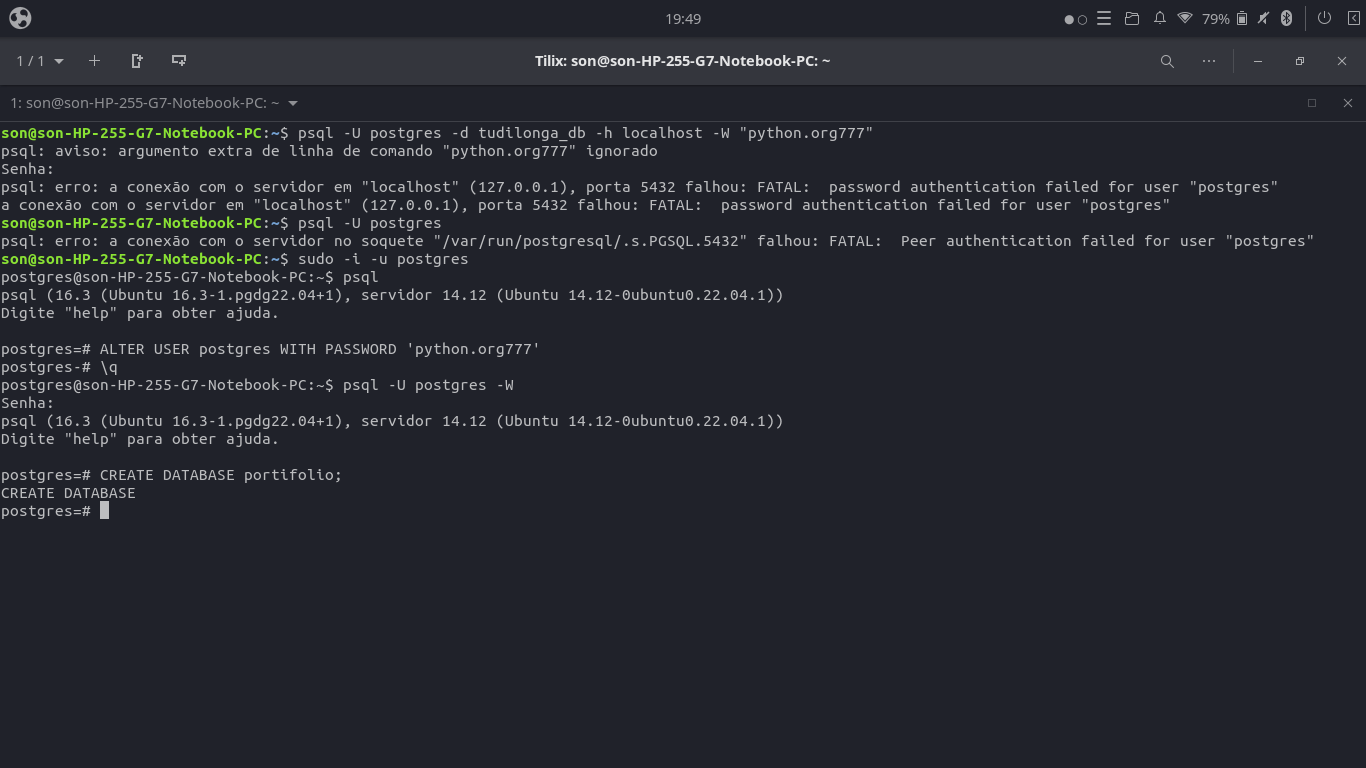 19:49
79%
1 / 1
Tilix: son@son-HP-255-G7-Notebook-PC: ~
1: son@son-HP-255-G7-Notebook-PC: ~
son@son-HP-255-G7-Notebook-PC:~$ psql -U postgres -d tudilonga_db -h localhost -W "python.org777"
psql: aviso: argumento extra de linha de comando "python.org777" ignorado
Senha:
psql: erro: a conexão com o servidor em "localhost" (127.0.0.1), porta 5432 falhou: FATAL:  password authentication failed for user "postgres"
a conexão com o servidor em "localhost" (127.0.0.1), porta 5432 falhou: FATAL:  password authentication failed for user "postgres"
son@son-HP-255-G7-Notebook-PC:~$ psql -U postgres
psql: erro: a conexão com o servidor no soquete "/var/run/postgresql/.s.PGSQL.5432" falhou: FATAL:  Peer authentication failed for user "postgres"
son@son-HP-255-G7-Notebook-PC:~$ sudo -i -u postgres
postgres@son-HP-255-G7-Notebook-PC:~$ psql
psql (16.3 (Ubuntu 16.3-1.pgdg22.04+1), servidor 14.12 (Ubuntu 14.12-0ubuntu0.22.04.1))
Digite "help" para obter ajuda.
postgres=# ALTER USER postgres WITH PASSWORD 'python.org777'
postgres-# \q
postgres@son-HP-255-G7-Notebook-PC:~$ psql -U postgres -W
Senha:
psql (16.3 (Ubuntu 16.3-1.pgdg22.04+1), servidor 14.12 (Ubuntu 14.12-0ubuntu0.22.04.1))
Digite "help" para obter ajuda.
postgres=# CREATE DATABASE portifolio;
CREATE DATABASE
postgres=#